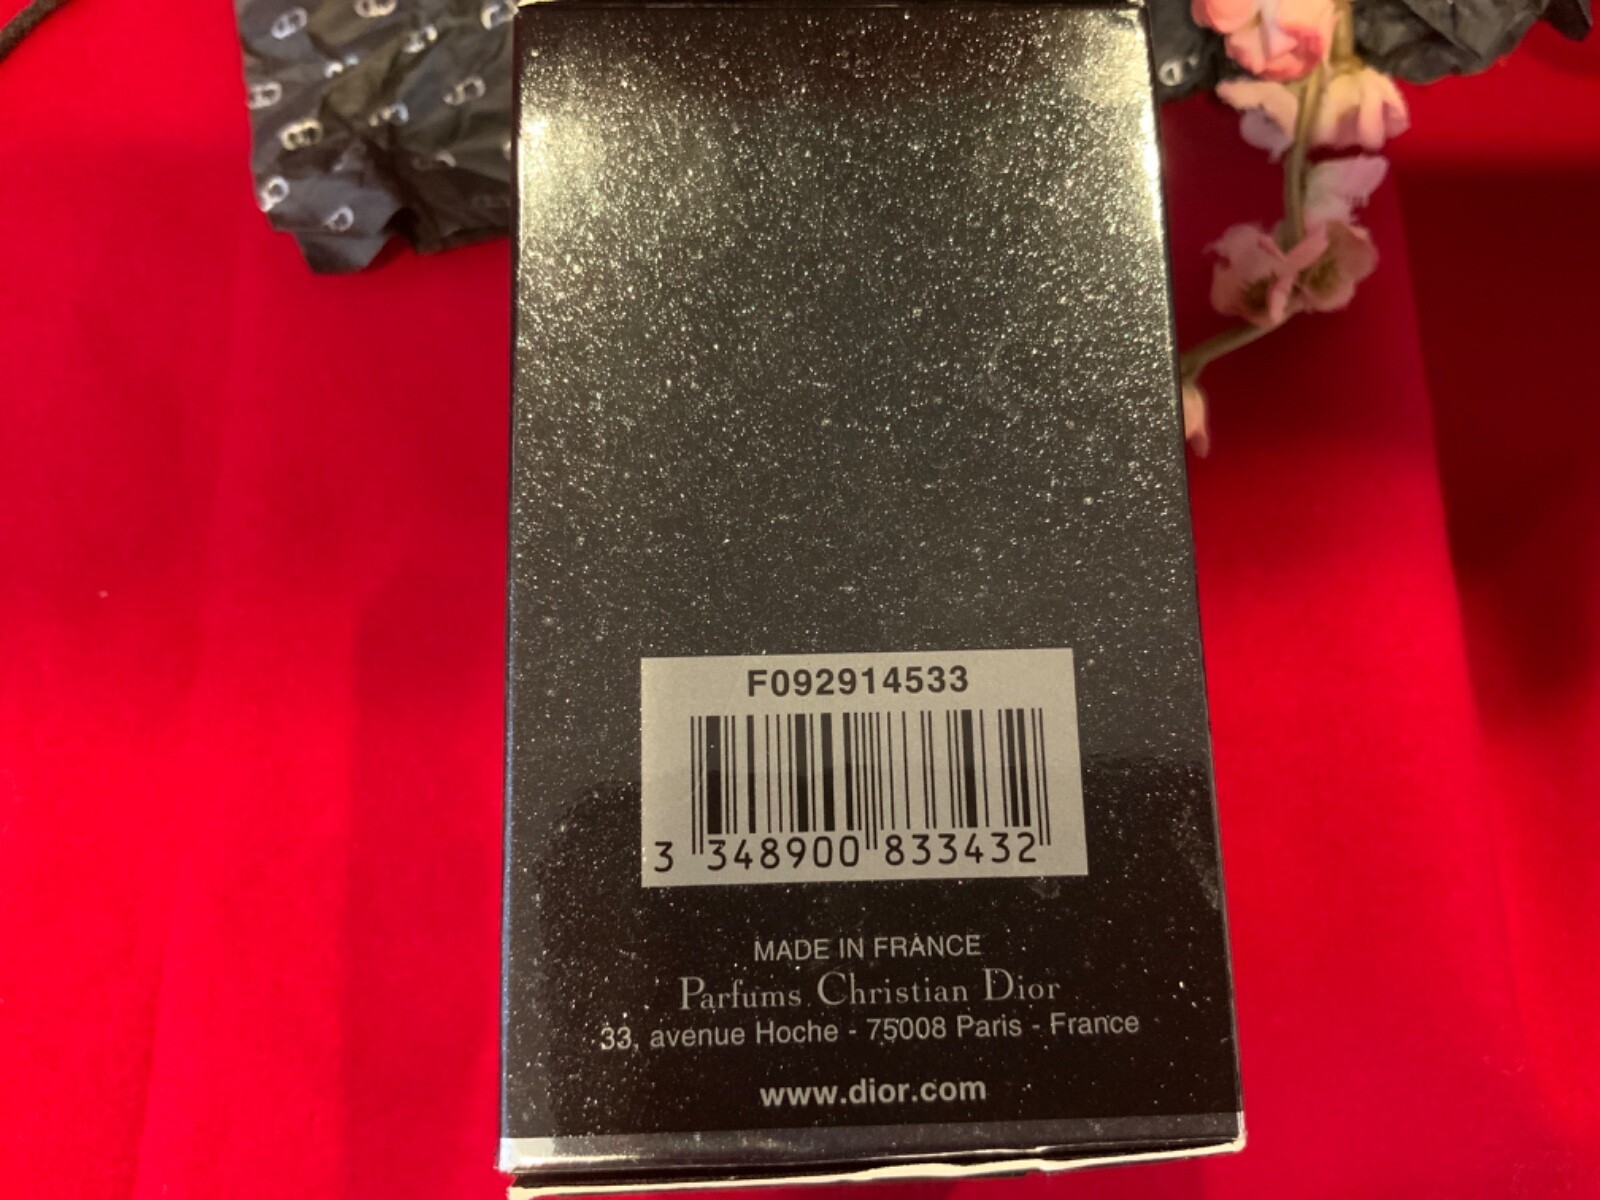 F092914533
3 348900 833432
MADE IN FRANCE
Parfums Christian Dior
33, avenue Hoche - 75008 Paris - France
www.dior.com